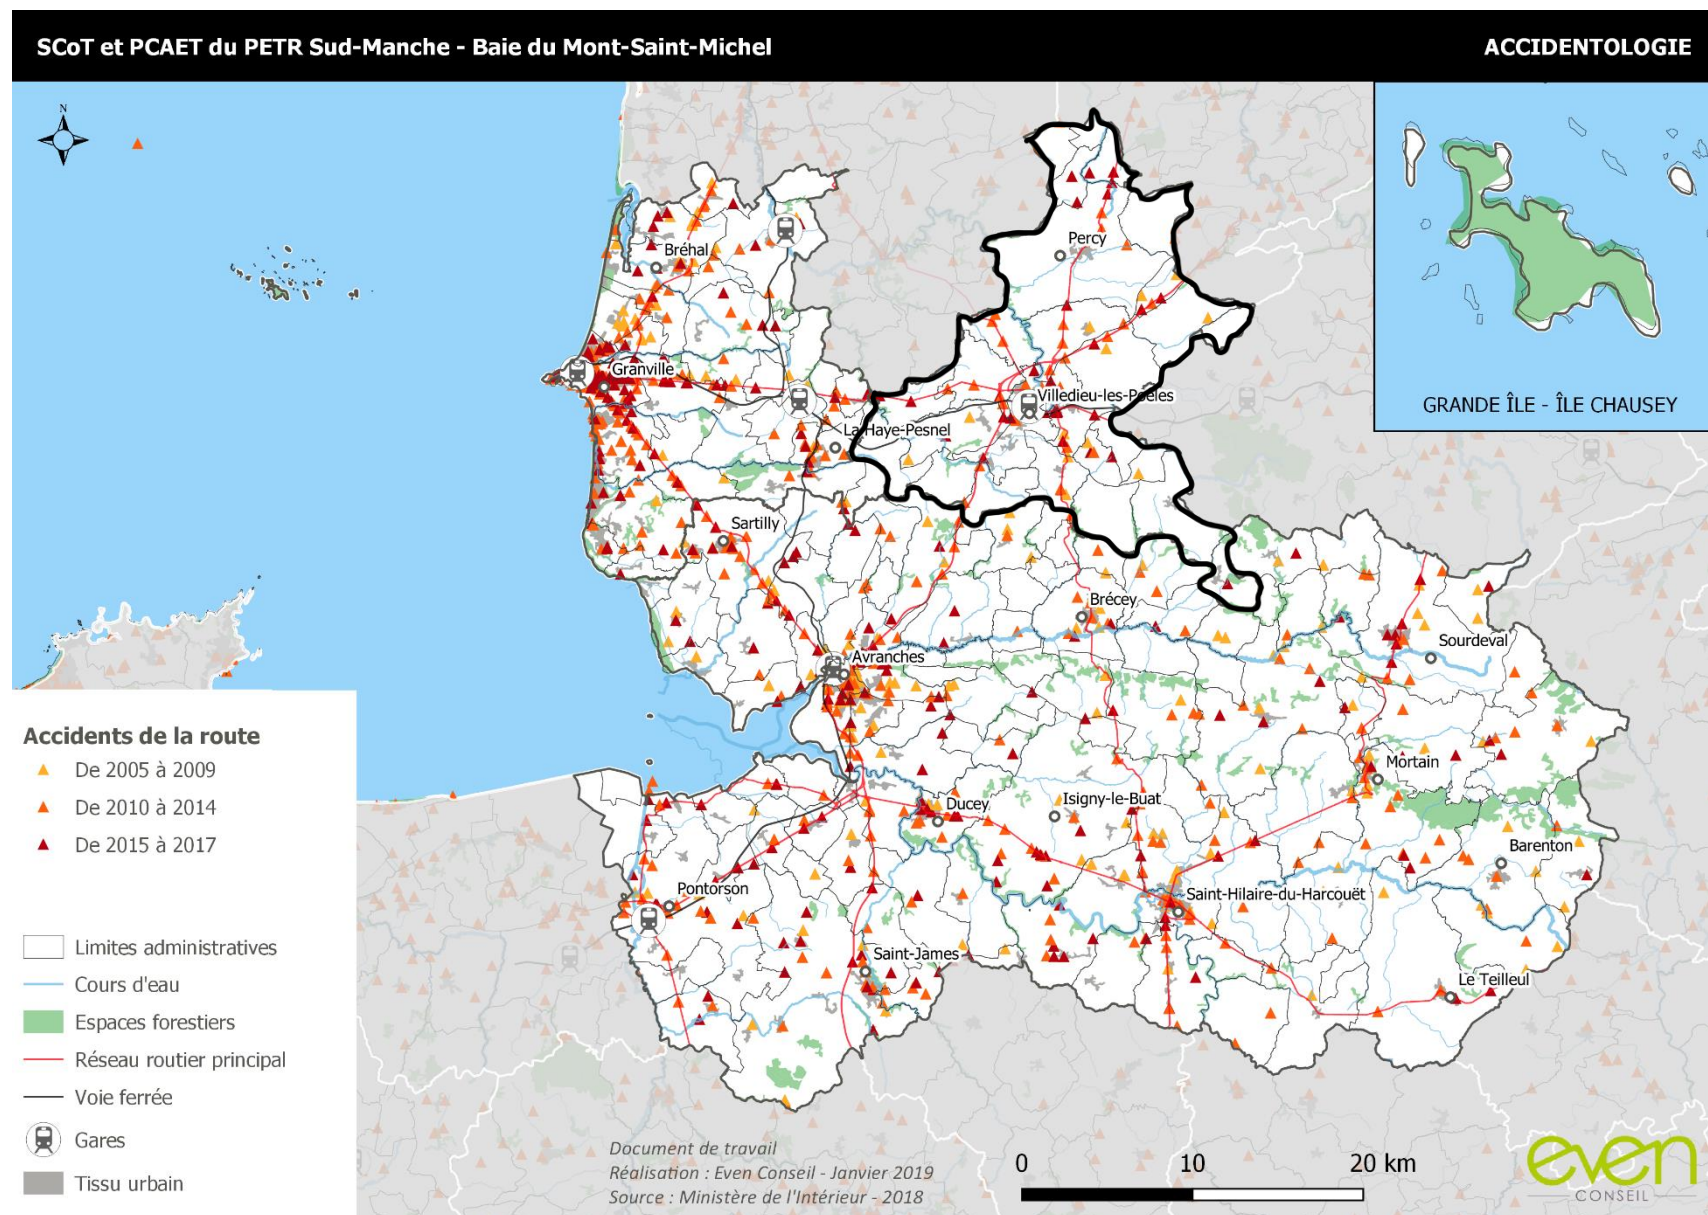 SCoT et PCAET du PETR Sud-Manche - Baie du Mont-Saint-Michel
ACCIDENTOLOGIE
N
Percy
Bréhal
Granville
Villedieu-les-Poëles
La Haye-Pesnel
GRANDE ÎLE - ÎLE CHAUSEY
Sartilly
Brécey
Sourdeval
Avranches
Mortain
Isigny-le-Buat
Ducey
Barenton
Pontorson
Saint-Hilaire-du-Harcouët
Saint-James
Le Teilleul
Accidents de la route
De 2005 à 2009
De 2010 à 2014
De 2015 à 2017
Limites administratives
Cours d'eau
Espaces forestiers
Réseau routier principal
Voie ferrée
Gares
Tissu urbain
Document de travail
Réalisation : Even Conseil - Janvier 2019
Source : Ministère de l'Intérieur - 2018
0 10 20 km
even
CONSEIL